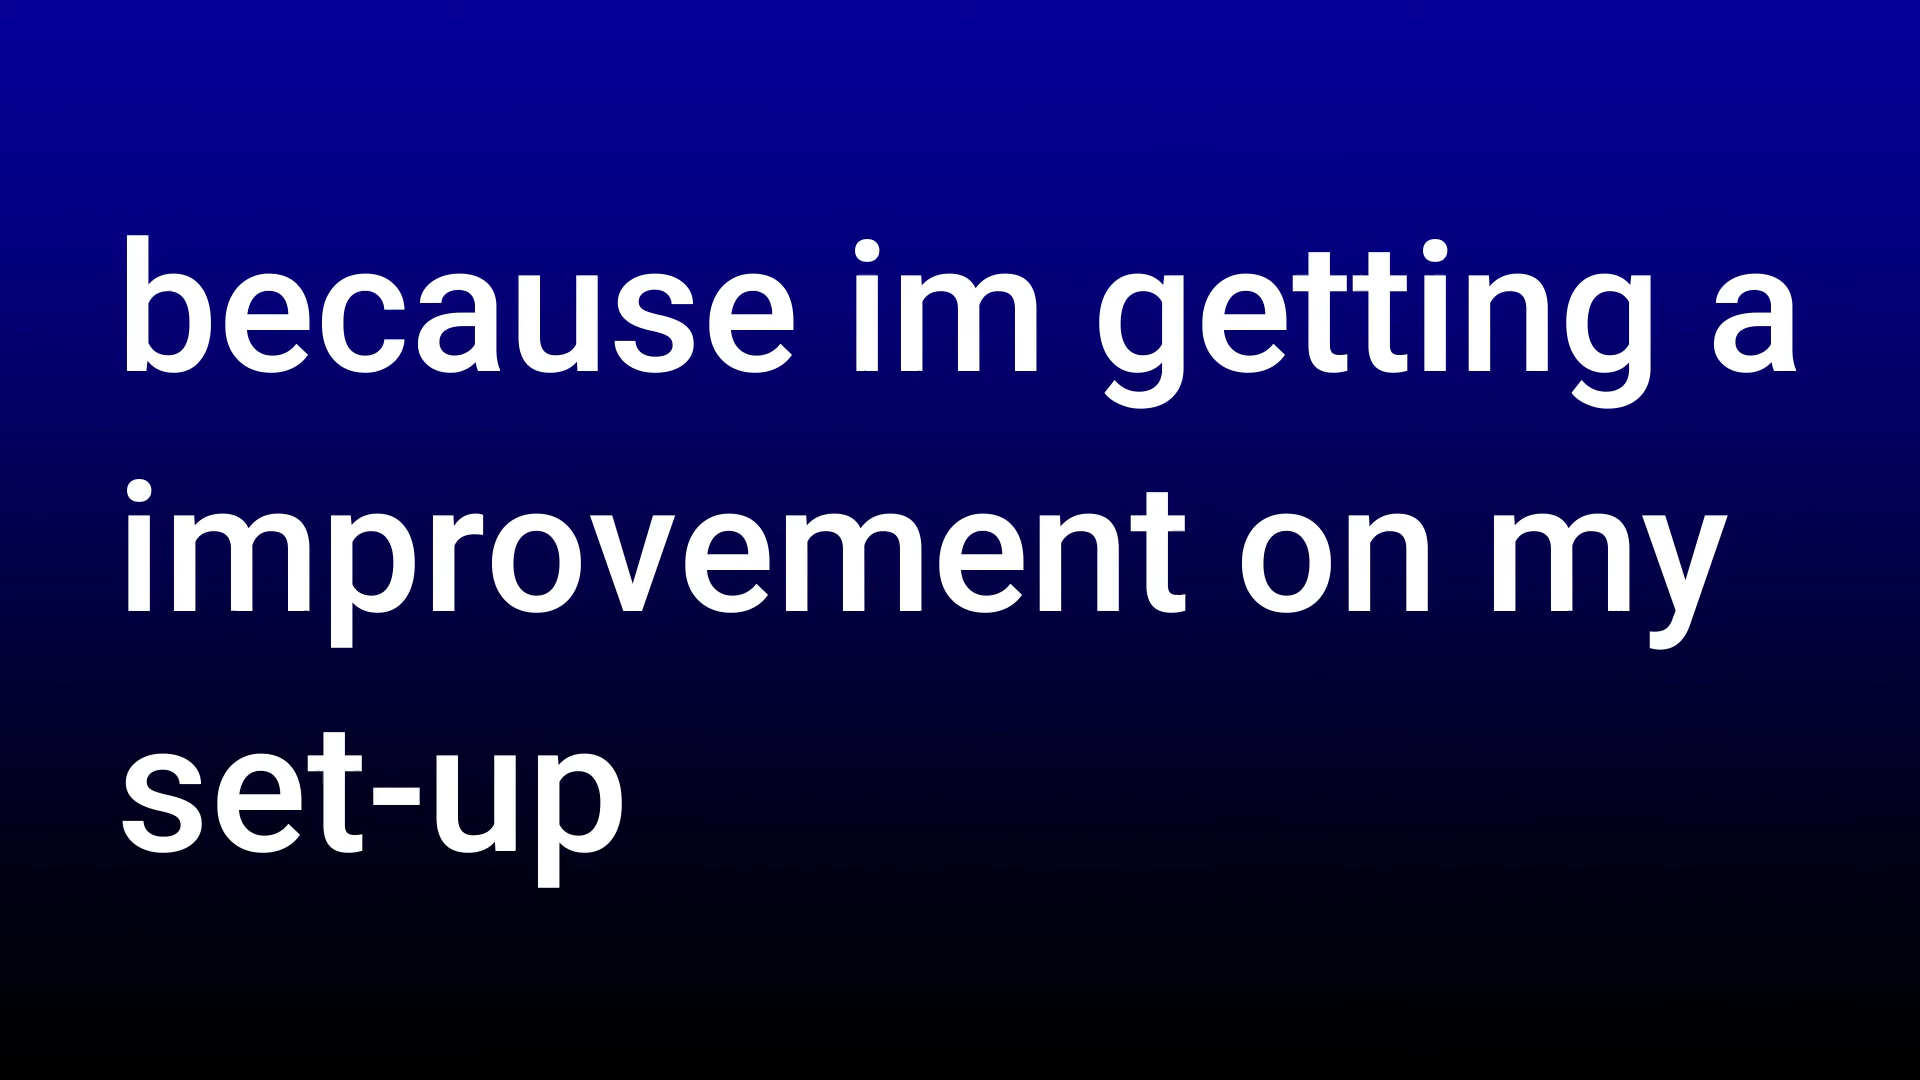 because im getting a
improvement on my
set-up